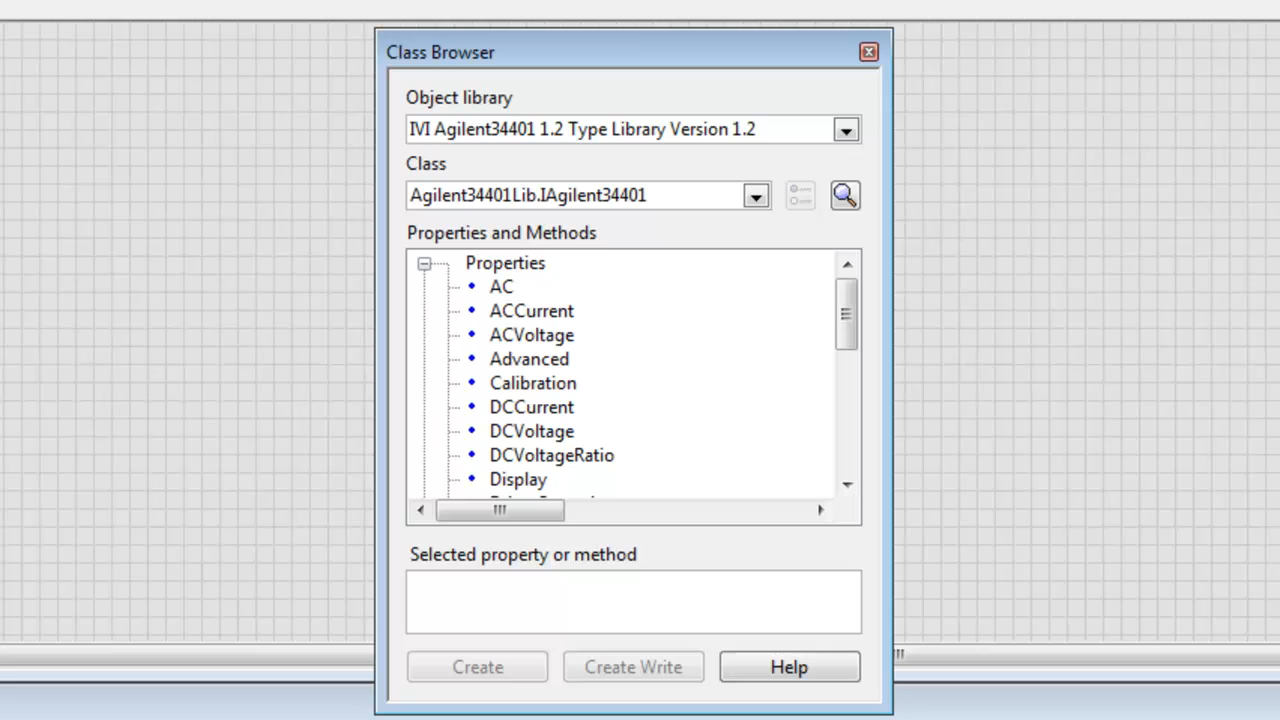 Class Browser
Object library
IVI Agilent34401 1.2 Type Library Version 1.2
Class
Agilent34401Lib.IAgilent34401
Properties and Methods
Properties
AC
ACCurrent
ACVoltage
Advanced
Calibration
DCCurrent
DCVoltage
DCVoltageRatio
Display
Selected property or method
Create
Create Write
Help